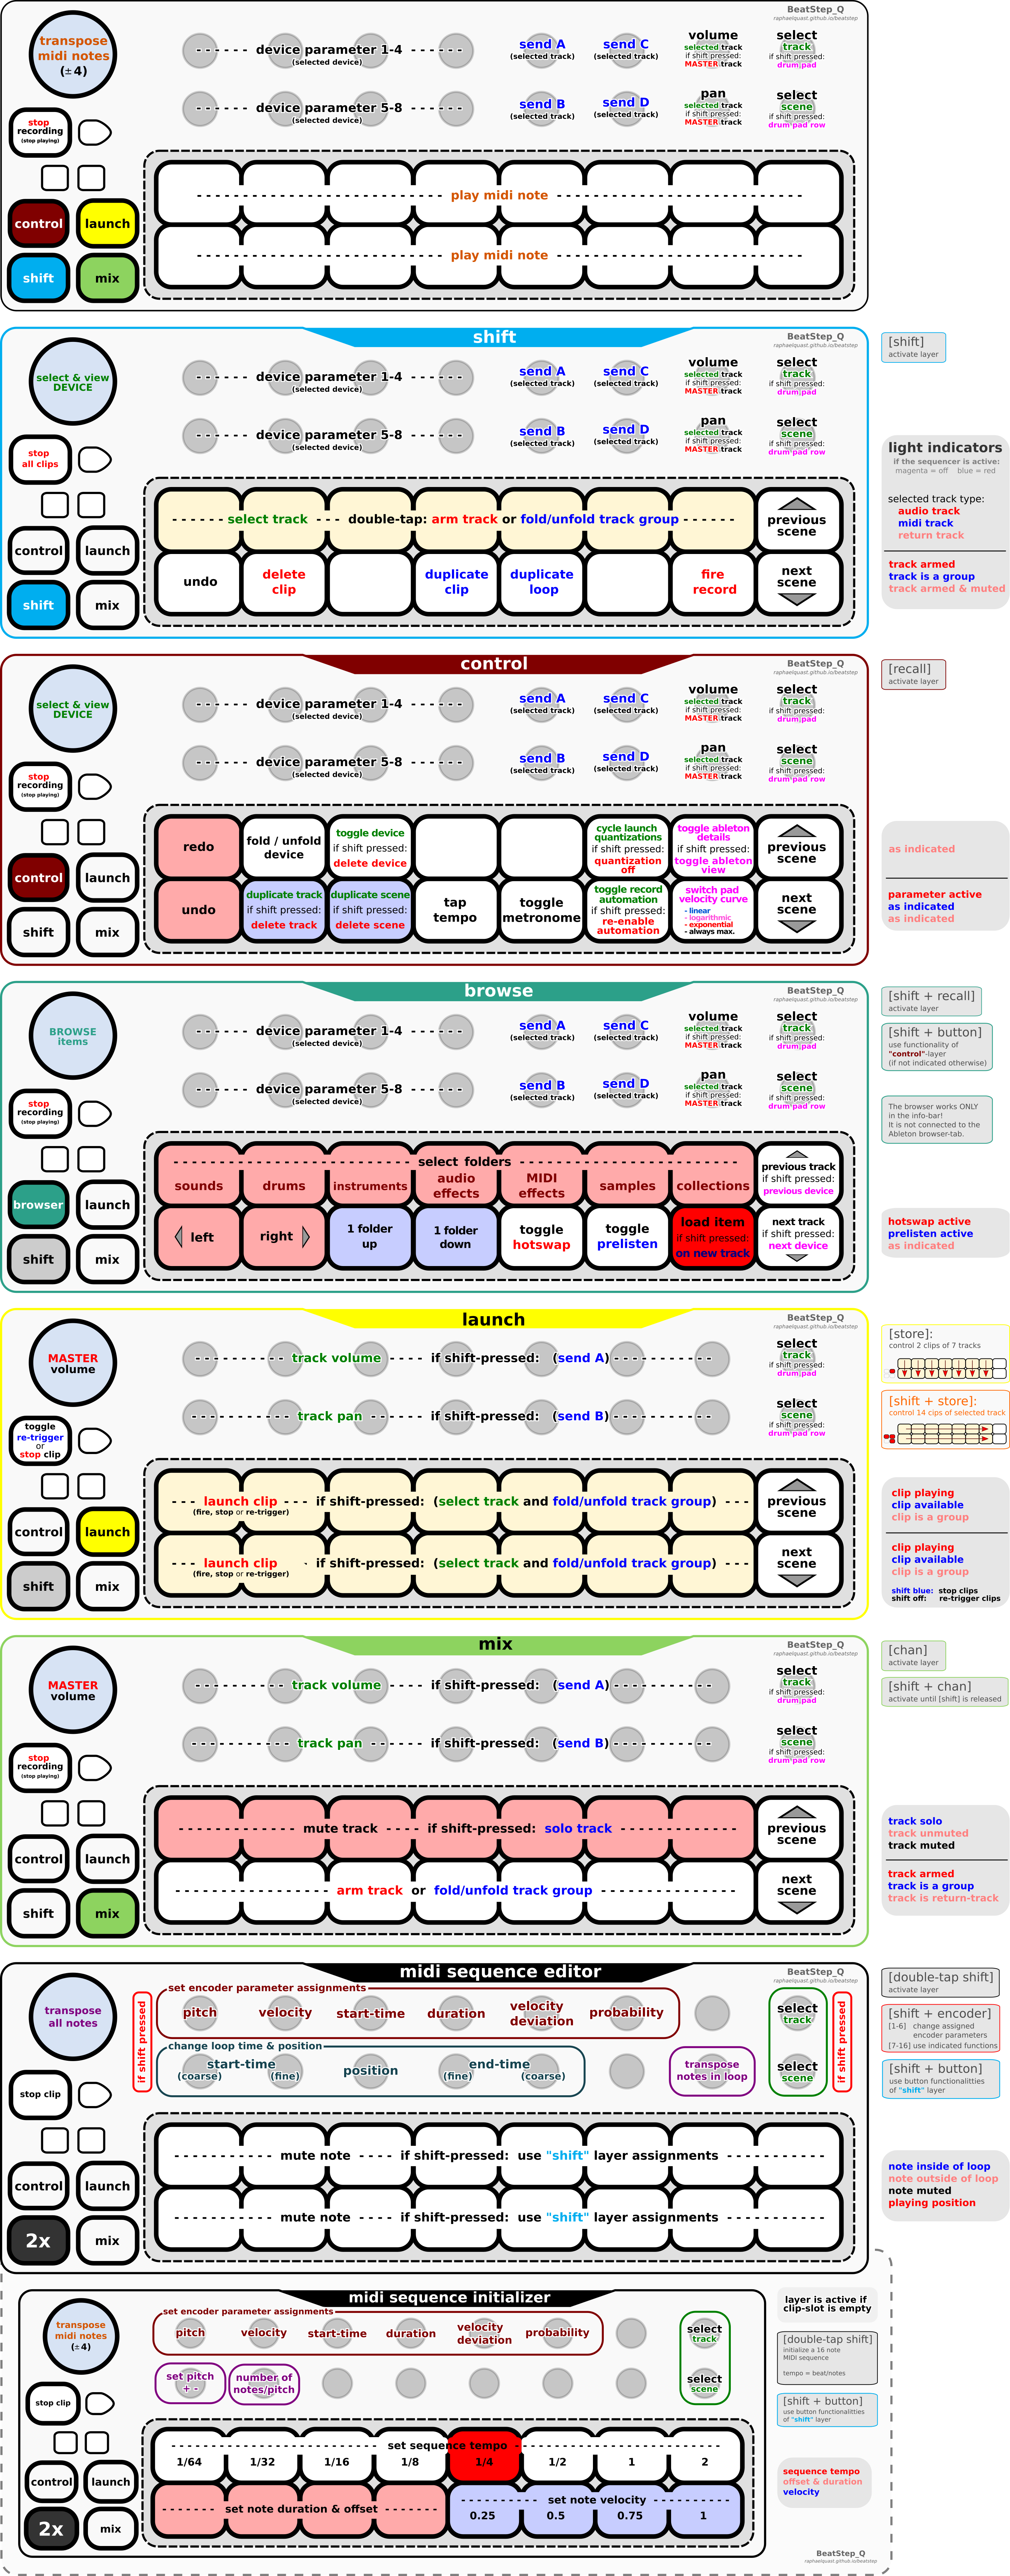 BeatStep_Q
raphaelquast.github.io/beatstep
transpose
midi notes
(±4)
device parameter 1-4
(selected device)
send A
(selected track)
send C
(selected track)
volume
selected track
if shift pressed:
MASTER track
select
track
if shift pressed:
drum pad
device parameter 5-8
(selected device)
send B
(selected track)
send D
(selected track)
pan
selected track
if shift pressed:
MASTER track
select
scene
if shift pressed:
drum pad row
stop
recording
(stop playing)
play midi note
play midi note
control
launch
shift
mix
shift
BeatStep_Q
raphaelquast.github.io/beatstep
[shift]
activate layer
select & view
DEVICE
device parameter 1-4
(selected device)
send A
(selected track)
send C
(selected track)
volume
selected track
if shift pressed:
MASTER track
select
track
if shift pressed:
drum pad
device parameter 5-8
(selected device)
send B
(selected track)
send D
(selected track)
pan
selected track
if shift pressed:
MASTER track
select
scene
if shift pressed:
drum pad row
stop
all clips
select track
double-tap: arm track or fold/unfold track group
previous
scene
undo
delete
clip
duplicate
clip
duplicate
loop
fire
record
next
scene
control
launch
shift
mix
light indicators
if the sequencer is active:
magenta = off blue = red
selected track type:
audio track
midi track
return track
track armed
track is a group
track armed & muted
control
BeatStep_Q
raphaelquast.github.io/beatstep
[recall]
activate layer
select & view
DEVICE
device parameter 1-4
(selected device)
send A
(selected track)
send C
(selected track)
volume
selected track
if shift pressed:
MASTER track
select
track
if shift pressed:
drum pad
device parameter 5-8
(selected device)
send B
(selected track)
send D
(selected track)
pan
selected track
if shift pressed:
MASTER track
select
scene
if shift pressed:
drum pad row
stop
recording
(stop playing)
redo
fold / unfold
device
toggle device
if shift pressed:
delete device
cycle launch
quantizations
if shift pressed:
quantization
off
toggle ableton
details
if shift pressed:
toggle ableton
view
previous
scene
undo
duplicate track
if shift pressed:
delete track
duplicate scene
if shift pressed:
delete scene
tap
tempo
toggle
metronome
toggle record
automation
if shift pressed:
re-enable
automation
switch pad
velocity curve
- linear
- logarithmic
- exponential
- always max.
next
scene
control
launch
shift
mix
as indicated
parameter active
as indicated
as indicated
browse
BeatStep_Q
raphaelquast.github.io/beatstep
[shift + recall]
activate layer
[shift + button]
use functionality of
"control"-layer
(if not indicated otherwise)
The browser works ONLY
in the info-bar!
It is not connected to the
Ableton browser-tab.
BROWSE
items
device parameter 1-4
(selected device)
send A
(selected track)
send C
(selected track)
volume
selected track
if shift pressed:
MASTER track
select
track
if shift pressed:
drum pad
device parameter 5-8
(selected device)
send B
(selected track)
send D
(selected track)
pan
selected track
if shift pressed:
MASTER track
select
scene
if shift pressed:
drum pad row
stop
recording
(stop playing)
select folders
sounds
drums
instruments
audio
effects
MIDI
effects
samples
collections
previous track
if shift pressed:
previous device
left
right
1 folder
up
1 folder
down
toggle
hotswap
toggle
prelisten
load item
if shift pressed:
on new track
next track
if shift pressed:
next device
browser
launch
shift
mix
hotswap active
prelisten active
as indicated
launch
BeatStep_Q
raphaelquast.github.io/beatstep
[store]:
control 2 clips of 7 tracks
[shift + store]:
control 14 cips of selected track
MASTER
volume
track volume
if shift-pressed: (send A)
select
track
if shift pressed:
drum pad
track pan
if shift-pressed: (send B)
select
scene
if shift pressed:
drum pad row
toggle
re-trigger
or
stop clip
launch clip
(fire, stop or re-trigger)
if shift-pressed: (select track and fold/unfold track group)
previous
scene
launch clip
(fire, stop or re-trigger)
if shift-pressed: (select track and fold/unfold track group)
next
scene
control
launch
shift
mix
clip playing
clip available
clip is a group
clip playing
clip available
clip is a group
shift blue: stop clips
shift off: re-trigger clips
mix
BeatStep_Q
raphaelquast.github.io/beatstep
[chan]
activate layer
[shift + chan]
activate until [shift] is released
MASTER
volume
track volume
if shift-pressed: (send A)
select
track
if shift pressed:
drum pad
track pan
if shift-pressed: (send B)
select
scene
if shift pressed:
drum pad row
stop
recording
(stop playing)
mute track
if shift-pressed: solo track
previous
scene
arm track or fold/unfold track group
next
scene
control
launch
shift
mix
track solo
track unmuted
track muted
track armed
track is a group
track is return-track
midi sequence editor
BeatStep_Q
raphaelquast.github.io/beatstep
[double-tap shift]
activate layer
[shift + encoder]
[1-6] change assigned
encoder parameters
[7-16] use indicated functions
[shift + button]
use button functionalitties
of "shift" layer
transpose
all notes
if shift pressed
set encoder parameter assignments
pitch
velocity
start-time
duration
velocity
deviation
probability
select
track
if shift pressed
change loop time & position
start-time
(coarse)
(fine)
position
end-time
(fine)
(coarse)
transpose
notes in loop
select
scene
stop clip
mute note
if shift-pressed: use "shift" layer assignments
mute note
if shift-pressed: use "shift" layer assignments
control
launch
2x
mix
note inside of loop
note outside of loop
note muted
playing position
midi sequence initializer
layer is active if
clip-slot is empty
[double-tap shift]
initialize a 16 note
MIDI sequence
tempo = beat/notes
[shift + button]
use button functionalitties
of "shift" layer
transpose
midi notes
(±4)
set encoder parameter assignments
pitch
velocity
start-time
duration
velocity
deviation
probability
select
track
set pitch
+ -
number of
notes/pitch
select
scene
stop clip
set sequence tempo
1/64
1/32
1/16
1/8
1/4
1/2
1
2
set note duration & offset
set note velocity
0.25
0.5
0.75
1
control
launch
2x
mix
sequence tempo
offset & duration
velocity
BeatStep_Q
raphaelquast.github.io/beatstep